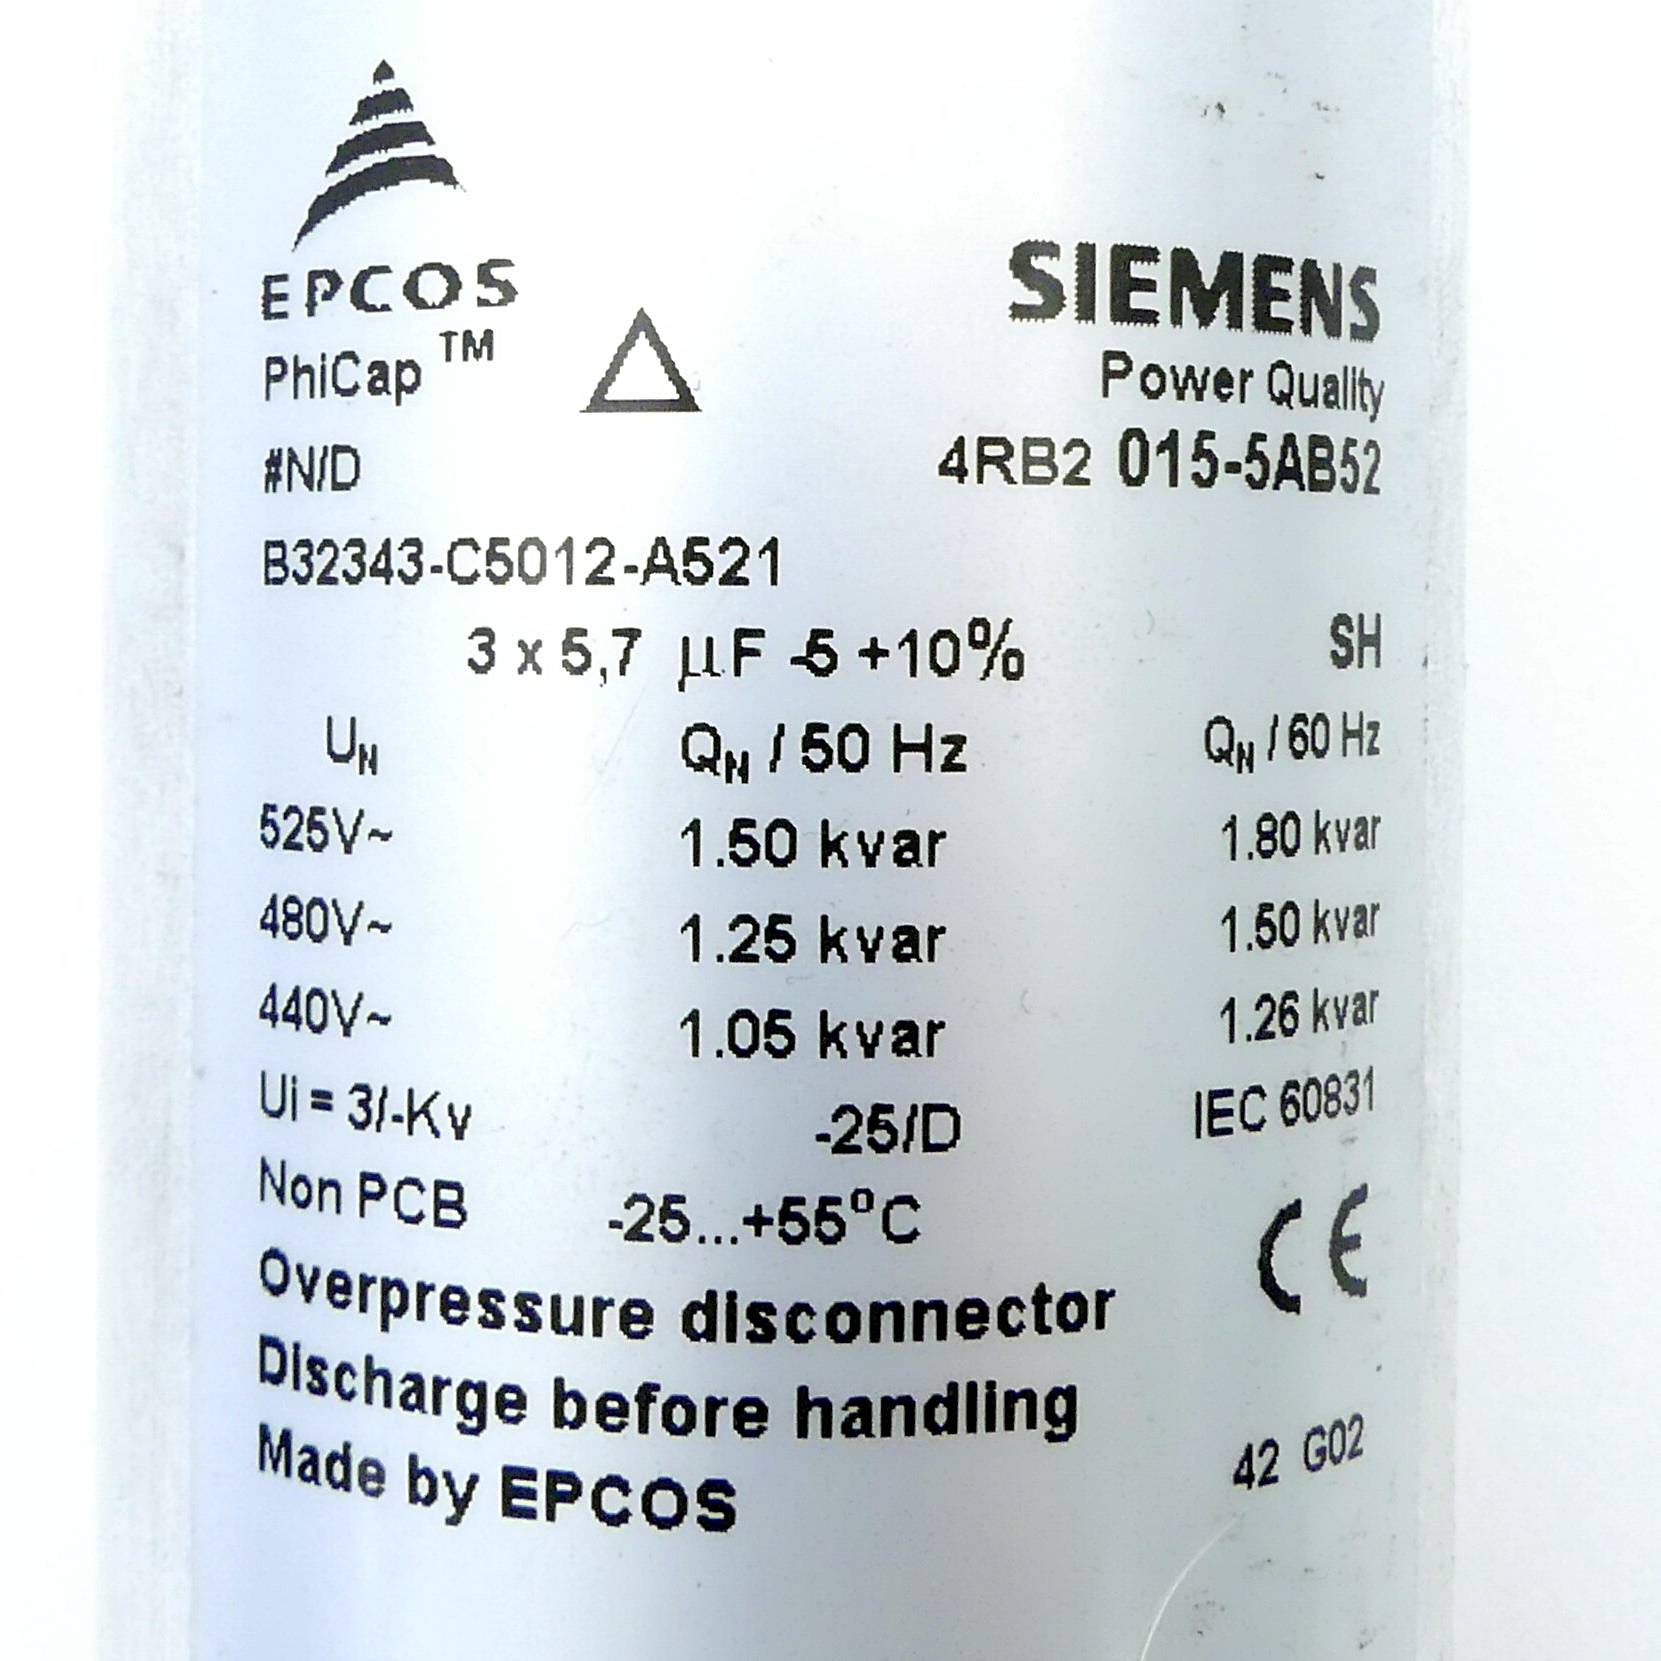 EPCOS
SIEMENS
PhiCap ™
Power Quality
#N/D
4RB2 015-5AB52
B32343-C5012-A521
3 x 5,7 µF -5 +10% SH
UN QN / 50 Hz QN / 60 Hz
525V~ 1.50 kvar 1.80 kvar
480V~ 1.25 kvar 1.50 kvar
440V~ 1.05 kvar 1.26 kvar
Ui = 3/-Kv -25/D IEC 60831
Non PCB -25...+55°C CE
Overpressure disconnector
Discharge before handling
Made by EPCOS 42 G02